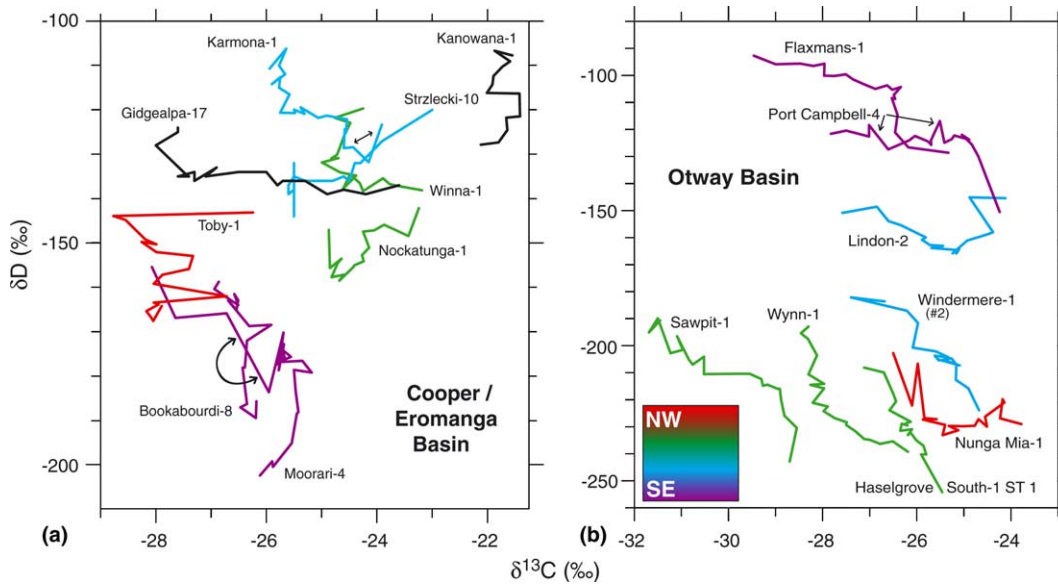 -100
-150
-200
δD (‰)
Karmona-1
Kanowana-1
Gidgealpa-17
Strzlecki-10
Winna-1
Toby-1
Nockatunga-1
Bookabourdi-8
Moorari-4
Cooper /
Eromanga
Basin
(a)
-28
-26
-24
-22
-100
-150
-200
-250
Flaxmans-1
Port Campbell-4
Otway Basin
Lindon-2
Windermere-1
(#2)
Sawpit-1
Wynn-1
NW
SE
Nunga Mia-1
Haselgrove South-1 ST 1
(b)
-32
-30
-28
-26
-24
δ¹³C (‰)